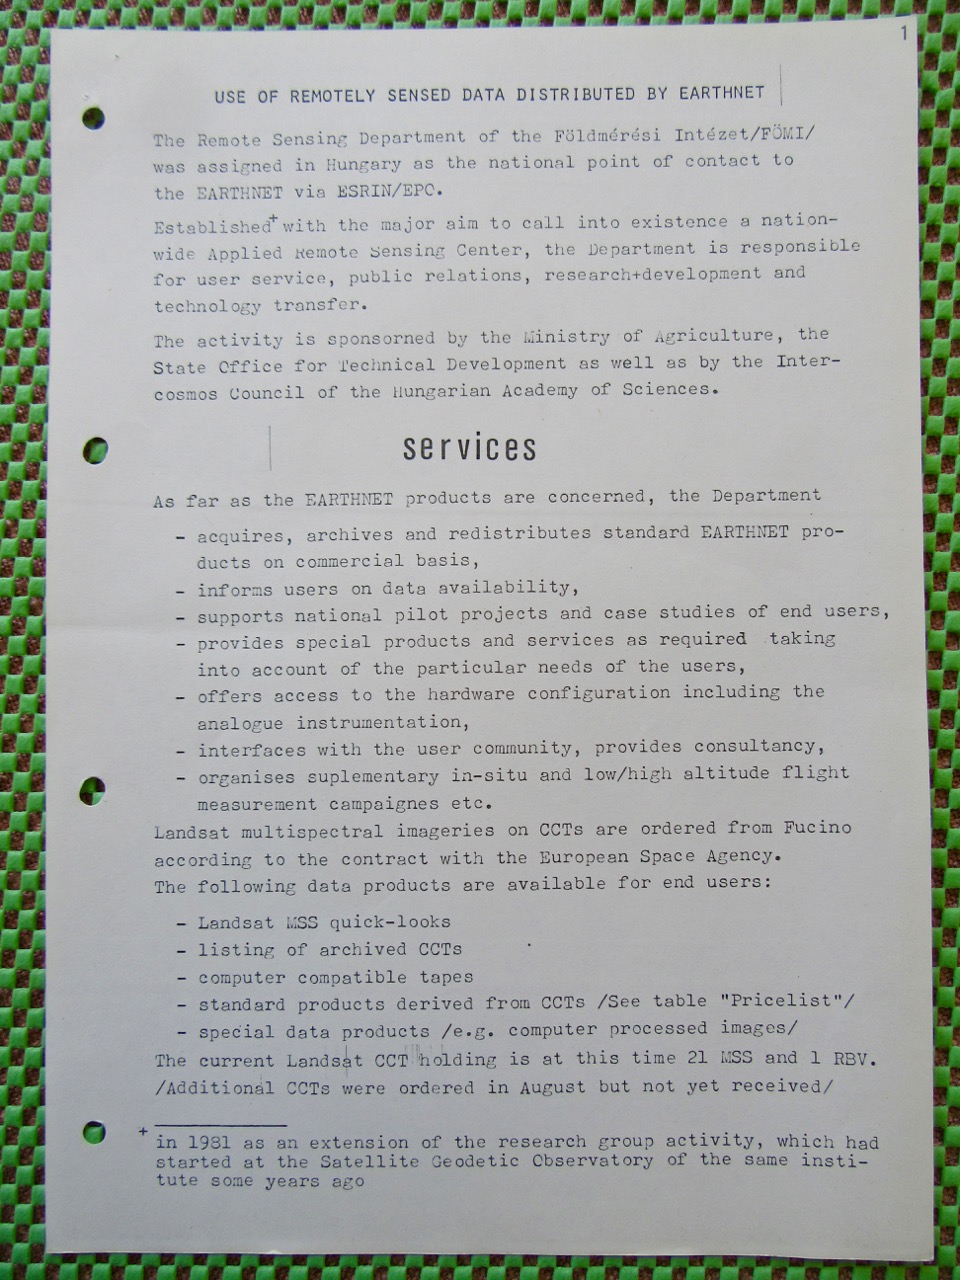 1
USE OF REMOTELY SENSED DATA DISTRIBUTED BY EARTHNET
The Remote Sensing Department of the Földmérési Intézet/FÖMI/
was assigned in Hungary as the national point of contact to
the EARTHNET via ESRIN/EPC.
Established+ with the major aim to call into existence a nation-
wide Applied Remote Sensing Center, the Department is responsible
for user service, public relations, research+development and
technology transfer.
The activity is sponsorned by the Ministry of Agriculture, the
State Office for Technical Development as well as by the Inter-
cosmos Council of the Hungarian Academy of Sciences.
services
As far as the EARTHNET products are concerned, the Department
- acquires, archives and redistributes standard EARTHNET pro-
ducts on commercial basis,
- informs users on data availability,
- supports national pilot projects and case studies of end users,
- provides special products and services as required taking
into account of the particular needs of the users,
- offers access to the hardware configuration including the
analogue instrumentation,
- interfaces with the user community, provides consultancy,
- organises suplementary in-situ and low/high altitude flight
measurement campaignes etc.
Landsat multispectral imageries on CCTs are ordered from Fucino
according to the contract with the European Space Agency.
The following data products are available for end users:
- Landsat MSS quick-looks
- listing of archived CCTs
- computer compatible tapes
- standard products derived from CCTs /See table "Pricelist"/
- special data products /e.g. computer processed images/
The current Landsat CCT holding is at this time 21 MSS and 1 RBV.
/Additional CCTs were ordered in August but not yet received/
+ in 1981 as an extension of the research group activity, which had
started at the Satellite Geodetic Observatory of the same insti-
tute some years ago